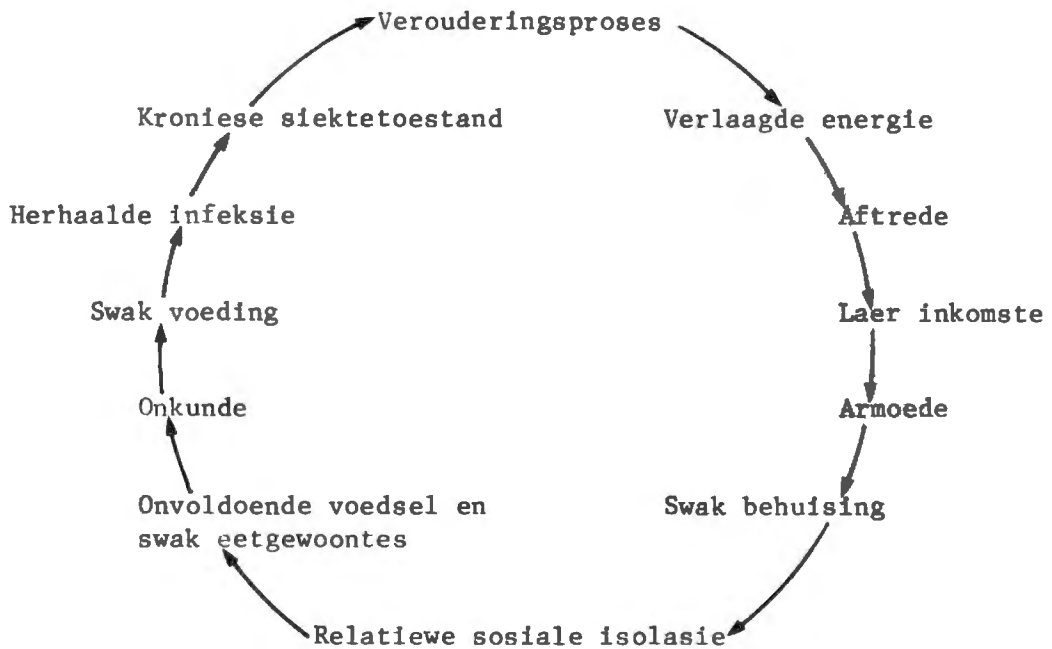 Verouderingsproses
Verlaagde energie
Aftrede
Laer inkomste
Armoede
Swak behuising
Relatiewe sosiale isolasie
Onvoldoende voedsel en
swak eetgewoontes
Onkunde
Swak voeding
Herhaalde infeksie
Kroniese siektetoestand